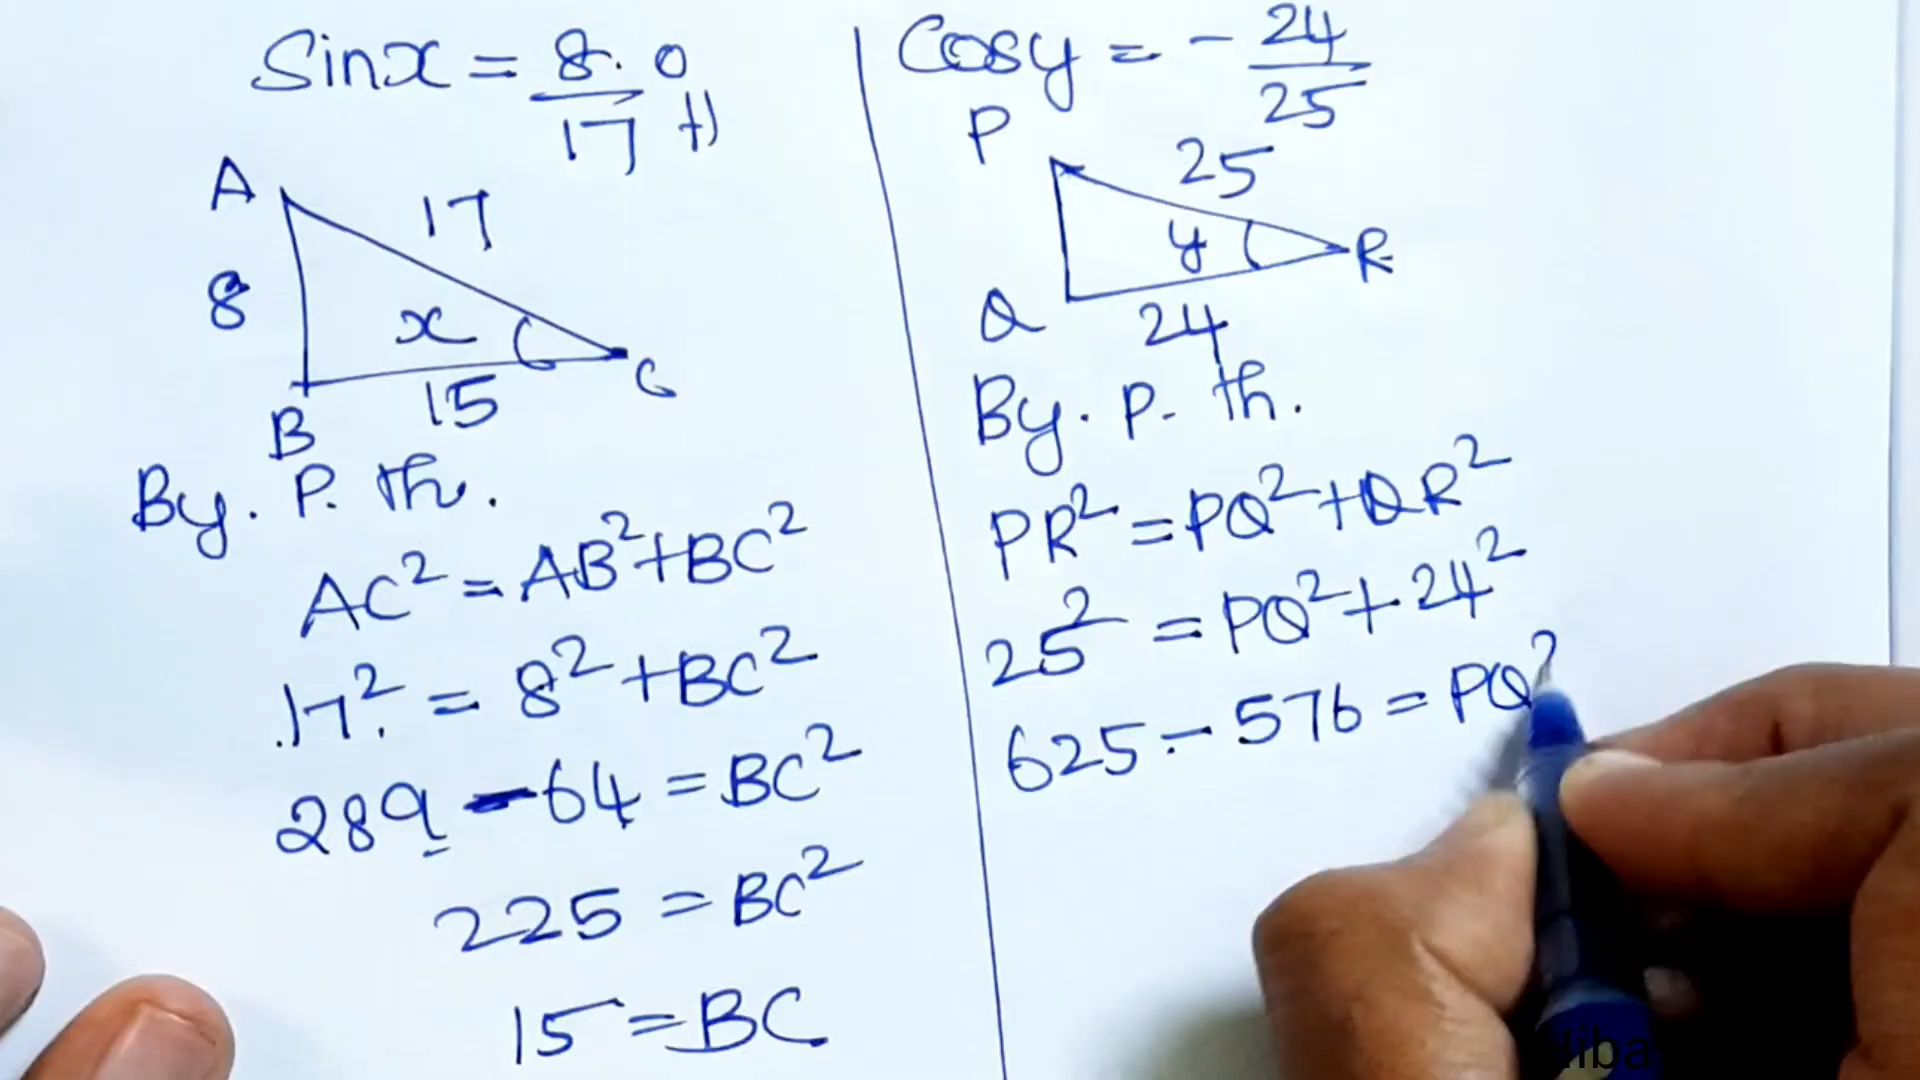 Sinx = 8. O
17 H
A
17
8
x
C
B
15
By. P. th.
AC² = AB² + BC²
17² = 8² + BC²
289 - 64 = BC²
225 = BC²
15 = BC
Cosy = - 24
25
P
25
y
R
Q
24
By. P. th.
PR² = PQ² + QR²
25² = PQ² + 24²
625 - 576 = PQ²